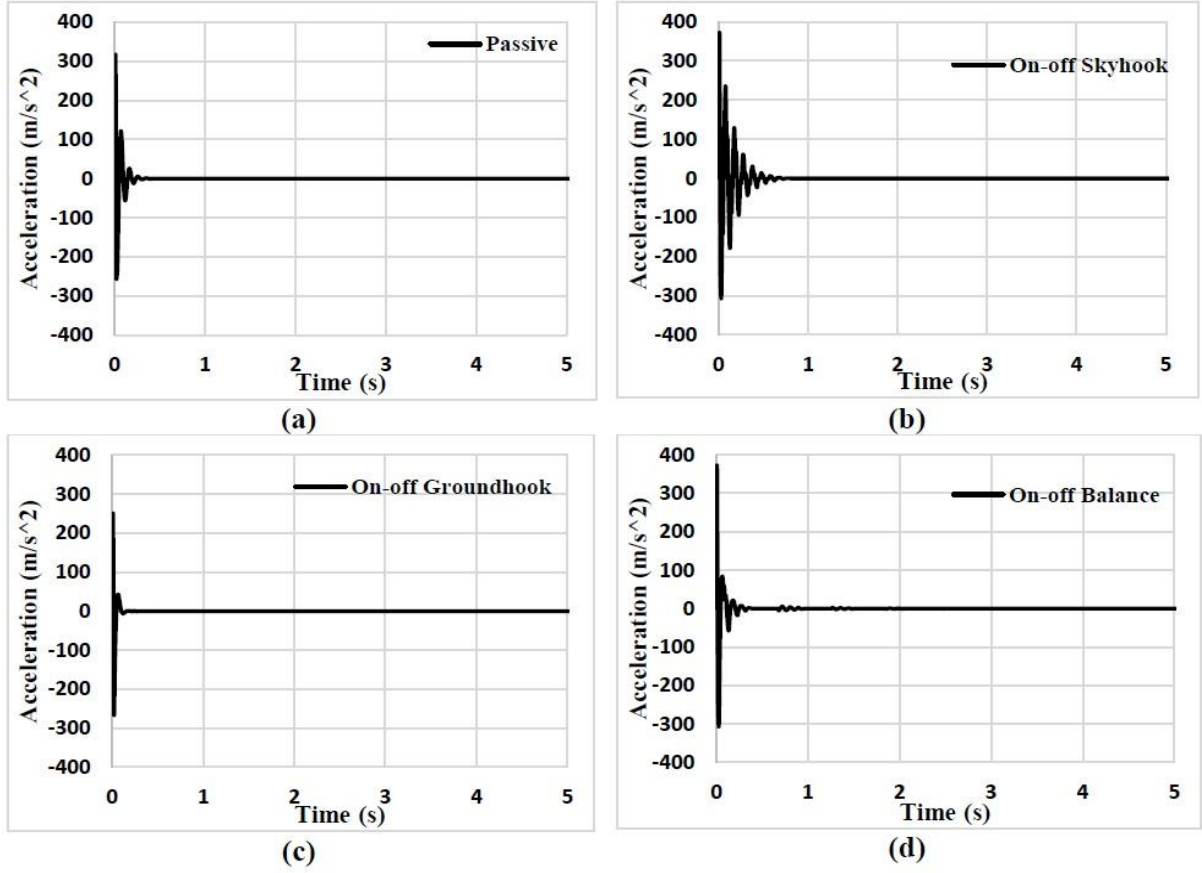 400
300
200
100
0
-100
-200
-300
-400
Acceleration (m/s^2)
Passive
0 1 2 3 4 5
Time (s)
(a)
400
300
200
100
0
-100
-200
-300
-400
Acceleration (m/s^2)
On-off Skyhook
0 1 2 3 4 5
Time (s)
(b)
400
300
200
100
0
-100
-200
-300
-400
Acceleration (m/s^2)
On-off Groundhook
0 1 2 3 4 5
Time (s)
(c)
400
300
200
100
0
-100
-200
-300
-400
Acceleration (m/s^2)
On-off Balance
0 1 2 3 4 5
Time (s)
(d)